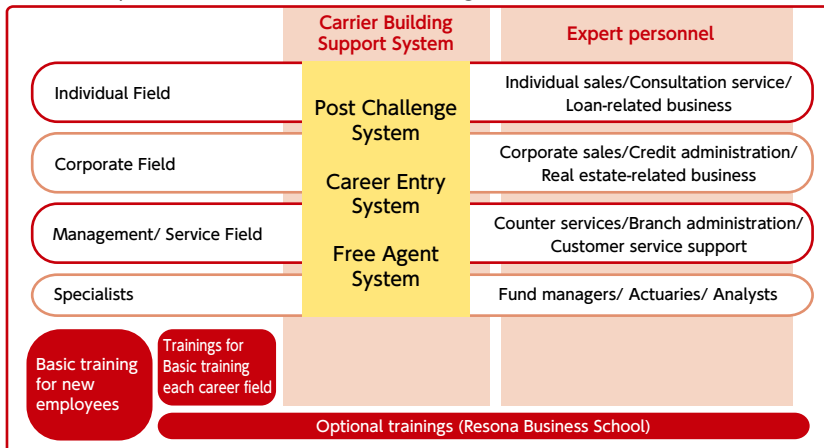 Carrier Building
Support System
Expert personnel
Individual Field
Individual sales/Consultation service/
Loan-related business
Post Challenge
System
Corporate Field
Corporate sales/Credit administration/
Real estate-related business
Career Entry
System
Management/ Service Field
Counter services/Branch administration/
Customer service support
Free Agent
System
Specialists
Fund managers/ Actuaries/ Analysts
Basic training
for new
employees
Trainings for
Basic training
each career field
Optional trainings (Resona Business School)